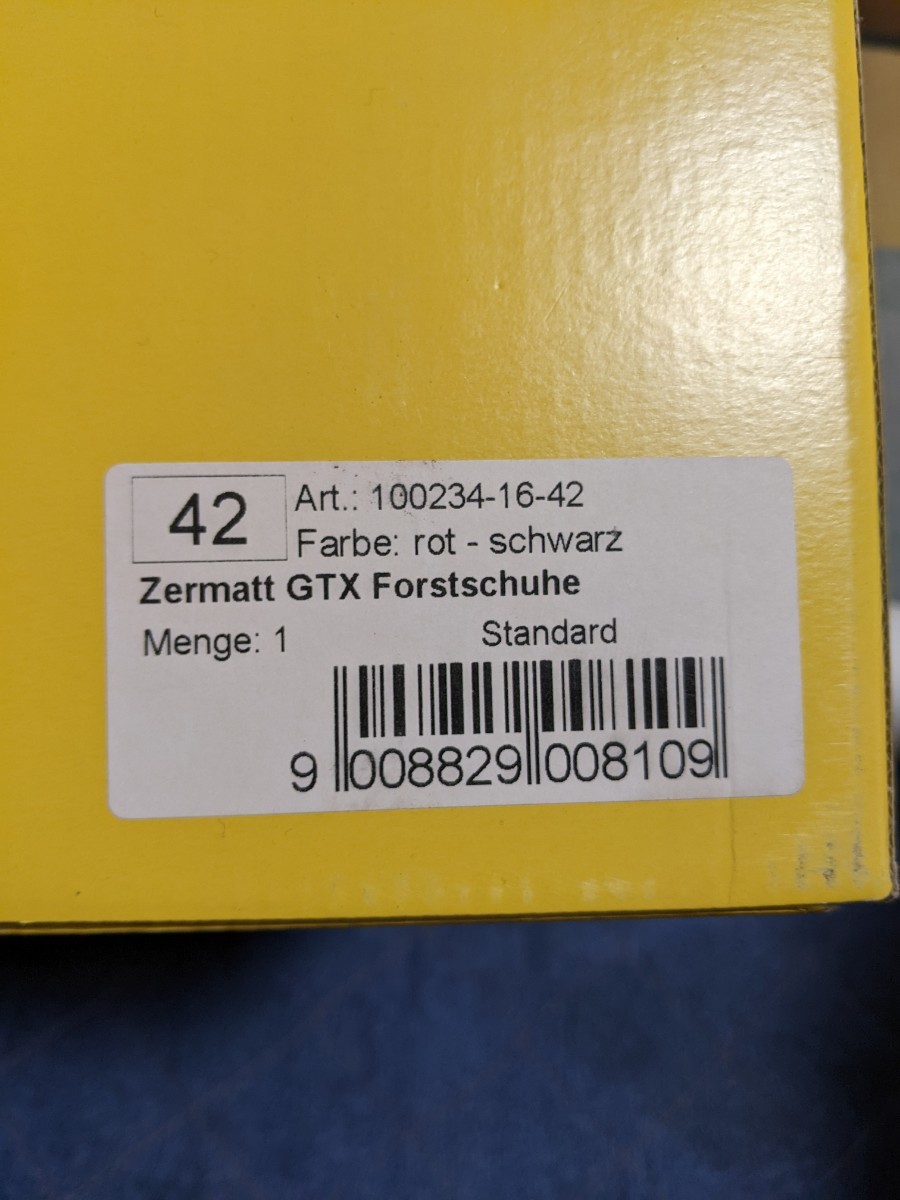 42
Art.: 100234-16-42
Farbe: rot - schwarz
Zermatt GTX Forstschuhe
Menge: 1 Standard
9 008829 008109